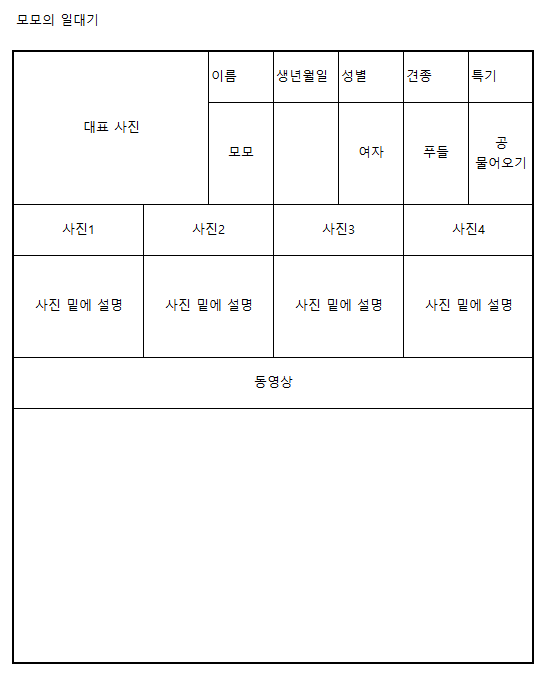 모모의 일대기
이름 생년월일 성별 견종 특기
대표 사진
모모 여자 푸들 공
물어오기
사진1 사진2 사진3 사진4
사진 밑에 설명 사진 밑에 설명 사진 밑에 설명 사진 밑에 설명
동영상